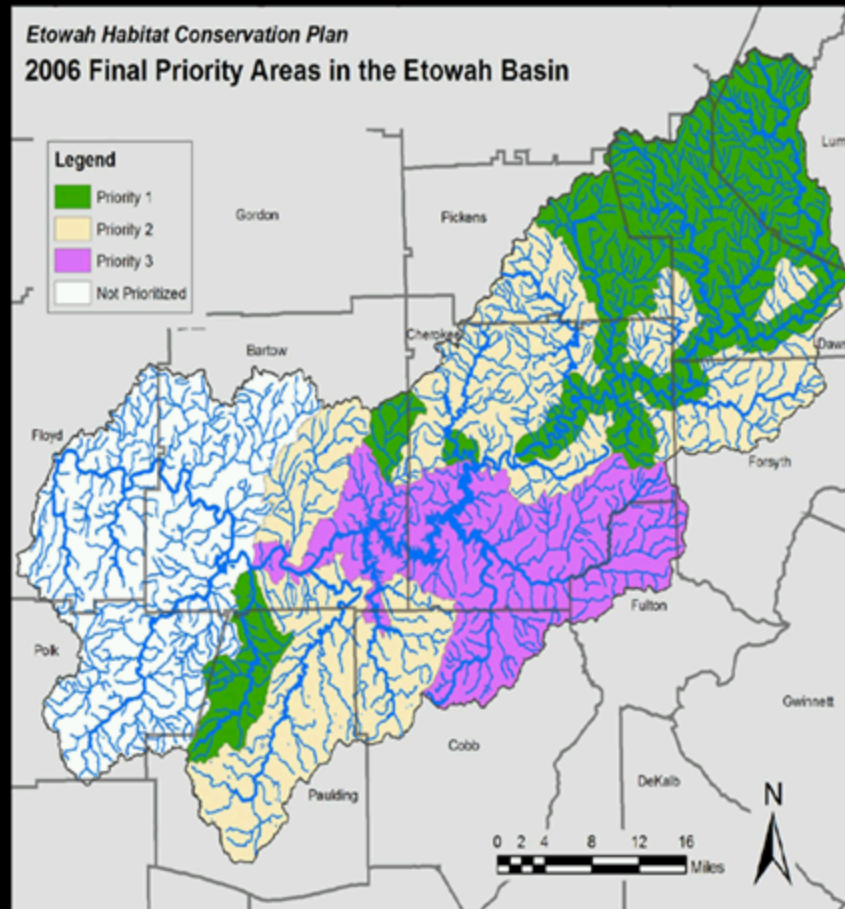 Etowah Habitat Conservation Plan
2006 Final Priority Areas in the Etowah Basin
Legend
Priority 1
Priority 2
Priority 3
Not Prioritized
Lum
Gordon
Pickens
Cherokee
Daws
Bartow
Floyd
Forsyth
Fulton
Polk
Gwinnett
Cobb
DeKalb
Paulding
N
0 2 4 8 12 16
Miles